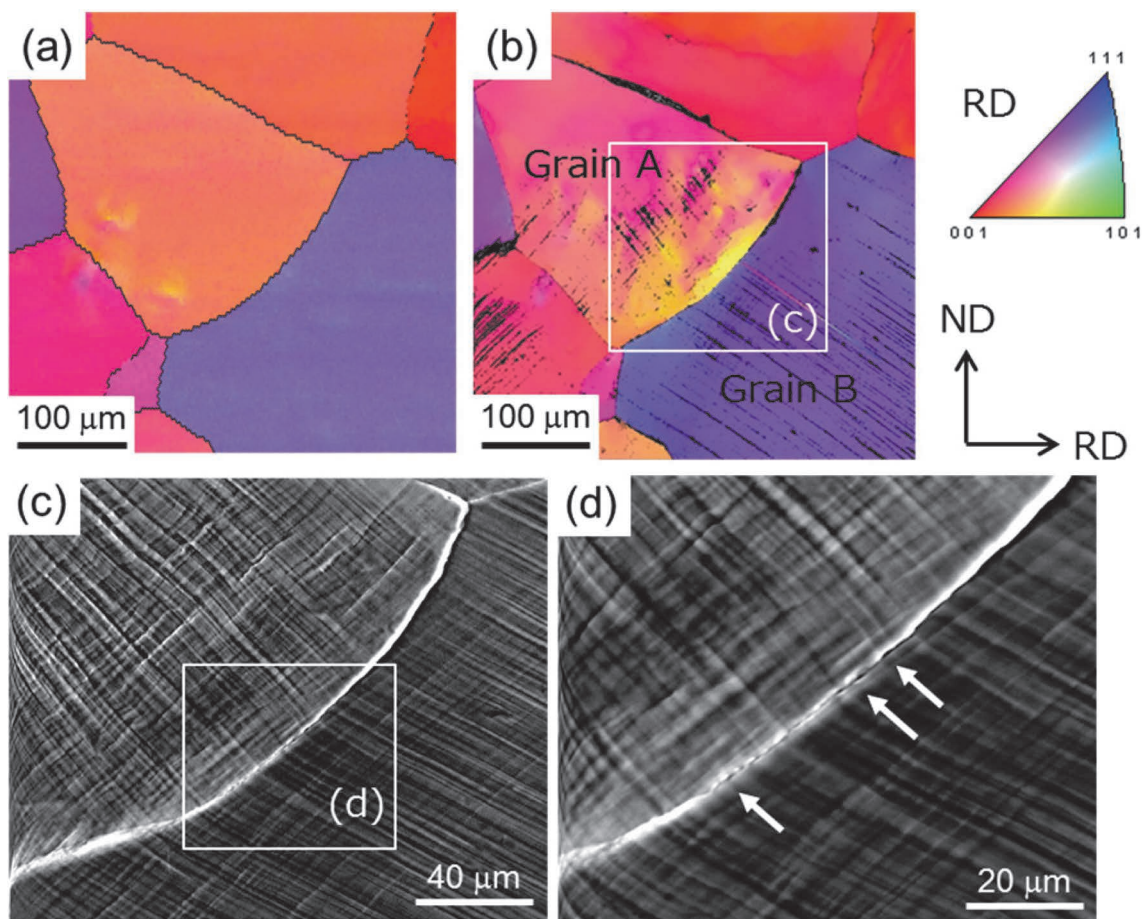 (a)
100 μm
(b)
Grain A
(c)
Grain B
100 μm
RD
111
001
101
ND
RD
(c)
(d)
40 μm
(d)
20 μm